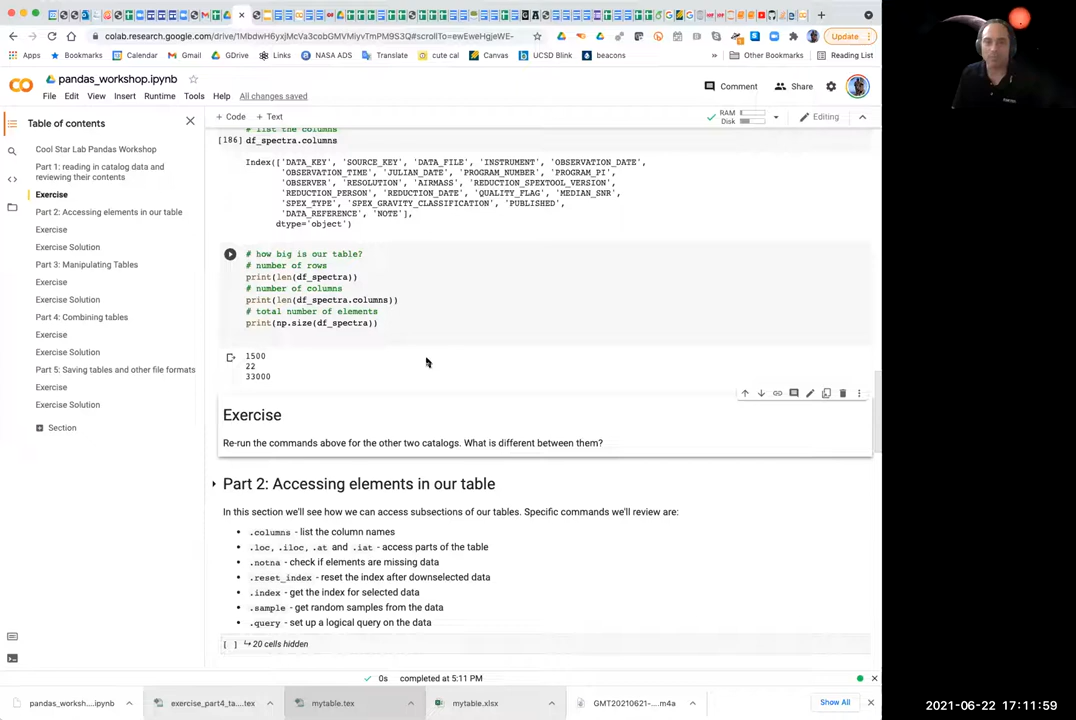 Update
colab.research.google.com/drive/1MbdwH6yxjMcVa3cobGMVMiyvTmPM9S3Q#scrollTo=ewEweHgjeWE-
Apps
Bookmarks
Calendar
GDrive
Links
NASA ADS
Translate
cute cal
Canvas
UCSD Blink
beacons
»
Other Bookmarks
Reading List
pandas_workshop.ipynb
File Edit View Insert Runtime Tools Help All changes saved
Comment
Share
Table of contents
+ Code + Text
RAM
Disk
Editing
Cool Star Lab Pandas Workshop
Part 1: reading in catalog data and
reviewing their contents
Exercise
Part 2: Accessing elements in our table
Exercise
Exercise Solution
Part 3: Manipulating Tables
Exercise
Exercise Solution
Part 4: Combining tables
Exercise
Exercise Solution
Part 5: Saving tables and other file formats
Exercise
Exercise Solution
Section
# list the columns
[186] df_spectra.columns
Index(['DATA_KEY', 'SOURCE_KEY', 'DATA_FILE', 'INSTRUMENT', 'OBSERVATION_DATE',
'OBSERVATION_TIME', 'JULIAN_DATE', 'PROGRAM_NUMBER', 'PROGRAM_PI',
'OBSERVER', 'RESOLUTION', 'AIRMASS', 'REDUCTION_SPEXTOOL_VERSION',
'REDUCTION_PERSON', 'REDUCTION_DATE', 'QUALITY_FLAG', 'MEDIAN_SNR',
'SPEX_TYPE', 'SPEX_GRAVITY_CLASSIFICATION', 'PUBLISHED',
'DATA_REFERENCE', 'NOTE'],
dtype='object')
# how big is our table?
# number of rows
print(len(df_spectra))
# number of columns
print(len(df_spectra.columns))
# total number of elements
print(np.size(df_spectra))
1500
22
33000
Exercise
Re-run the commands above for the other two catalogs. What is different between them?
Part 2: Accessing elements in our table
In this section we'll see how we can access subsections of our tables. Specific commands we'll review are:
• .columns - list the column names
• .loc, .iloc, .at and .iat - access parts of the table
• .notna - check if elements are missing data
• .reset_index - reset the index after downselected data
• .index - get the index for selected data
• .sample - get random samples from the data
• .query - set up a logical query on the data
[ ] ↳ 20 cells hidden
0s completed at 5:11 PM
pandas_worksh....ipynb
exercise_part4_ta....tex
mytable.tex
mytable.xlsx
GMT20210621-....m4a
Show All
2021-06-22 17:11:59